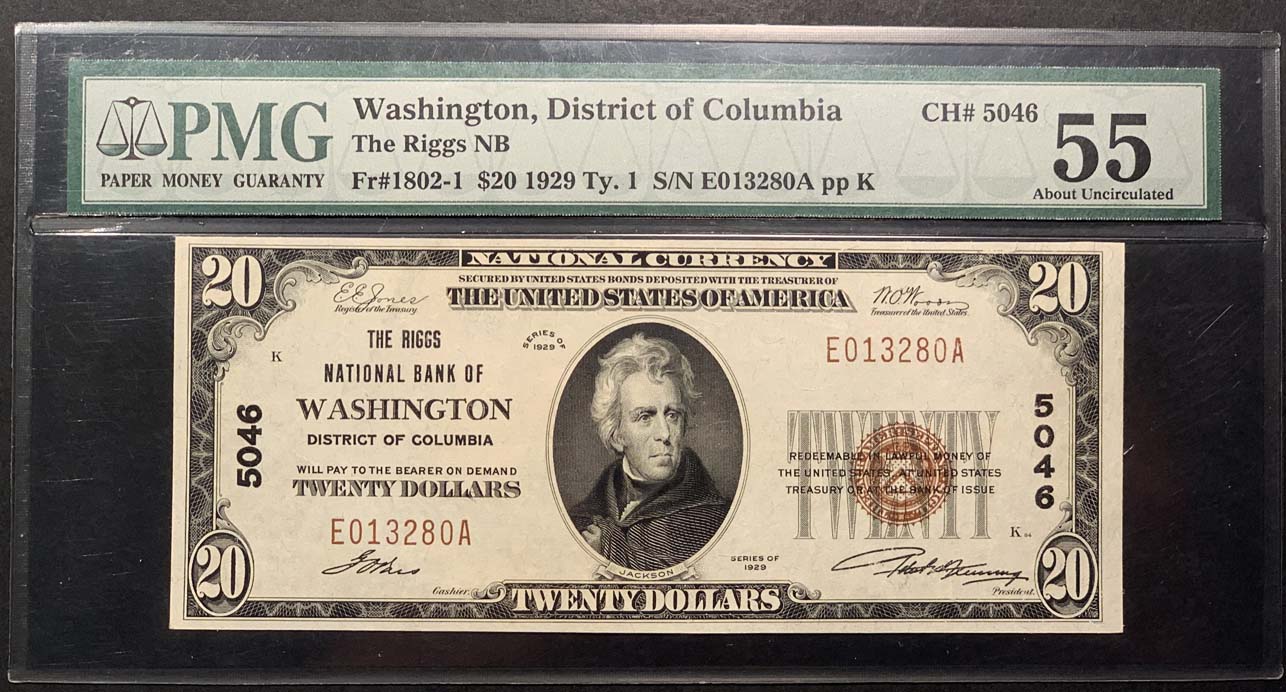 PMG
PAPER MONEY GUARANTY
Washington, District of Columbia
CH# 5046
The Riggs NB
Fr#1802-1 $20 1929 Ty. 1 S/N E013280A pp K
55
About Uncirculated
20
NATIONAL CURRENCY
20
SECURED BY UNITED STATES BONDS DEPOSITED WITH THE TREASURER OF
THE UNITED STATES OF AMERICA
E.E. Jones
Register of the Treasury
W.O. Woods
Treasurer of the United States.
THE RIGGS
NATIONAL BANK OF
WASHINGTON
DISTRICT OF COLUMBIA
K
SERIES OF
1929
E013280A
5046
5046
WILL PAY TO THE BEARER ON DEMAND
TWENTY DOLLARS
TWENTY
REDEEMABLE IN LAWFUL MONEY OF
THE UNITED STATES AT UNITED STATES
TREASURY OR AT THE BANK OF ISSUE
E013280A
K 84
SERIES OF
1929
JACKSON
Cashier.
President.
20
TWENTY DOLLARS
20